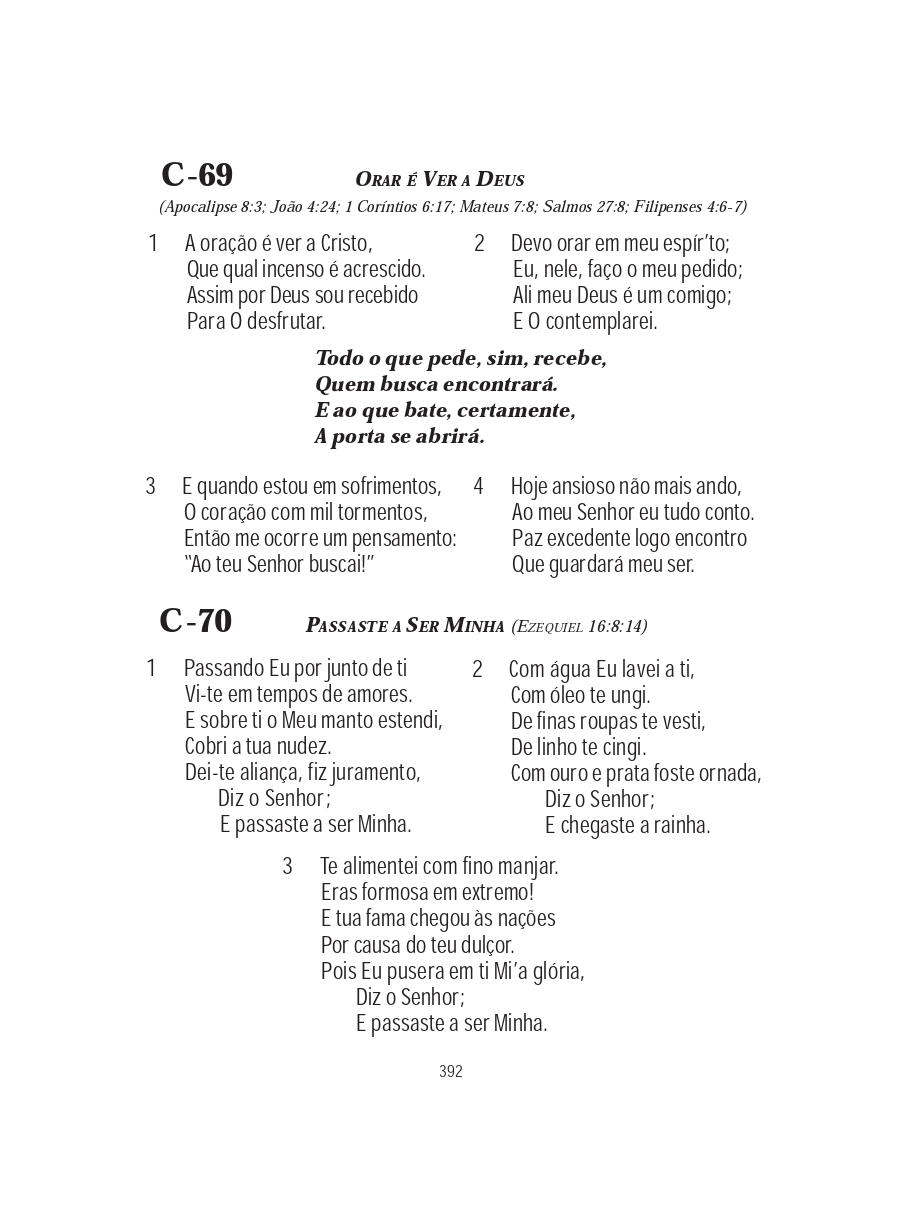 C-69 ORAR É VER A DEUS
(Apocalipse 8:3; João 4:24; 1 Coríntios 6:17; Mateus 7:8; Salmos 27:8; Filipenses 4:6-7)
1 A oração é ver a Cristo,
Que qual incenso é acrescido.
Assim por Deus sou recebido
Para O desfrutar.
2 Devo orar em meu espír’to;
Eu, nele, faço o meu pedido;
Ali meu Deus é um comigo;
E O contemplarei.
Todo o que pede, sim, recebe,
Quem busca encontrará.
E ao que bate, certamente,
A porta se abrirá.
3 E quando estou em sofrimentos,
O coração com mil tormentos,
Então me ocorre um pensamento:
“Ao teu Senhor buscai!”
4 Hoje ansioso não mais ando,
Ao meu Senhor eu tudo conto.
Paz excedente logo encontro
Que guardará meu ser.
C-70 PASSASTE A SER MINHA (EZEQUIEL 16:8:14)
1 Passando Eu por junto de ti
Vi-te em tempos de amores.
E sobre ti o Meu manto estendi,
Cobri a tua nudez.
Dei-te aliança, fiz juramento,
Diz o Senhor;
E passaste a ser Minha.
2 Com água Eu lavei a ti,
Com óleo te ungi.
De finas roupas te vesti,
De linho te cingi.
Com ouro e prata foste ornada,
Diz o Senhor;
E chegaste a rainha.
3 Te alimentei com fino manjar.
Eras formosa em extremo!
E tua fama chegou às nações
Por causa do teu dulçor.
Pois Eu pusera em ti Mi’a glória,
Diz o Senhor;
E passaste a ser Minha.
392